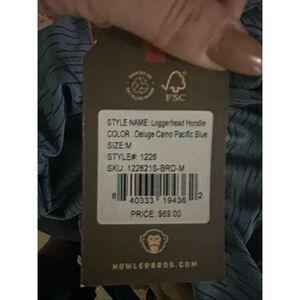 FSC
STYLE NAME: Loggerhead Hoodie
COLOR :Deluge Camo Pacific Blue
SIZE:M
STYLE#: 1226
SKU: 122621S-BRD-M
8 40333 19436 2
PRICE: $69.00
HOWLERBROS.COM